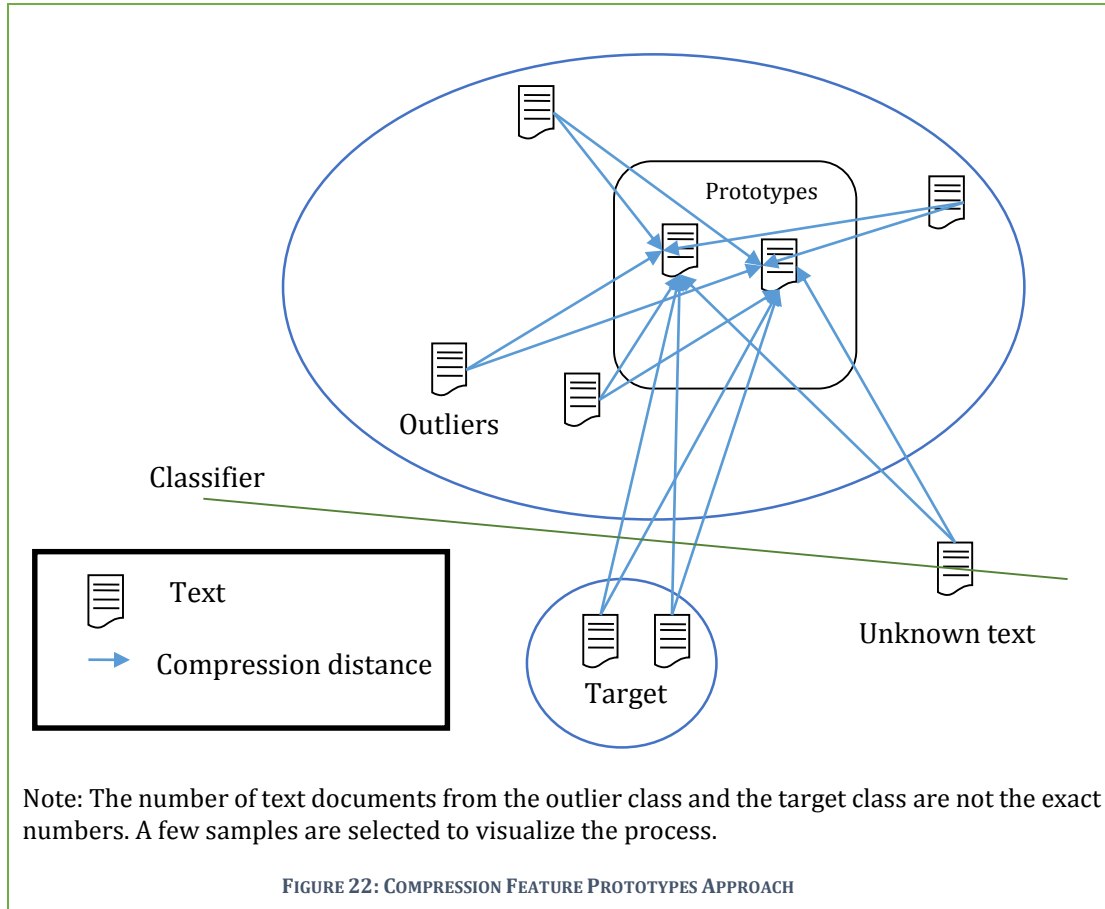 Prototypes
Outliers
Classifier
Text
Compression distance
Unknown text
Target
Note: The number of text documents from the outlier class and the target class are not the exact
numbers. A few samples are selected to visualize the process.
FIGURE 22: COMPRESSION FEATURE PROTOTYPES APPROACH